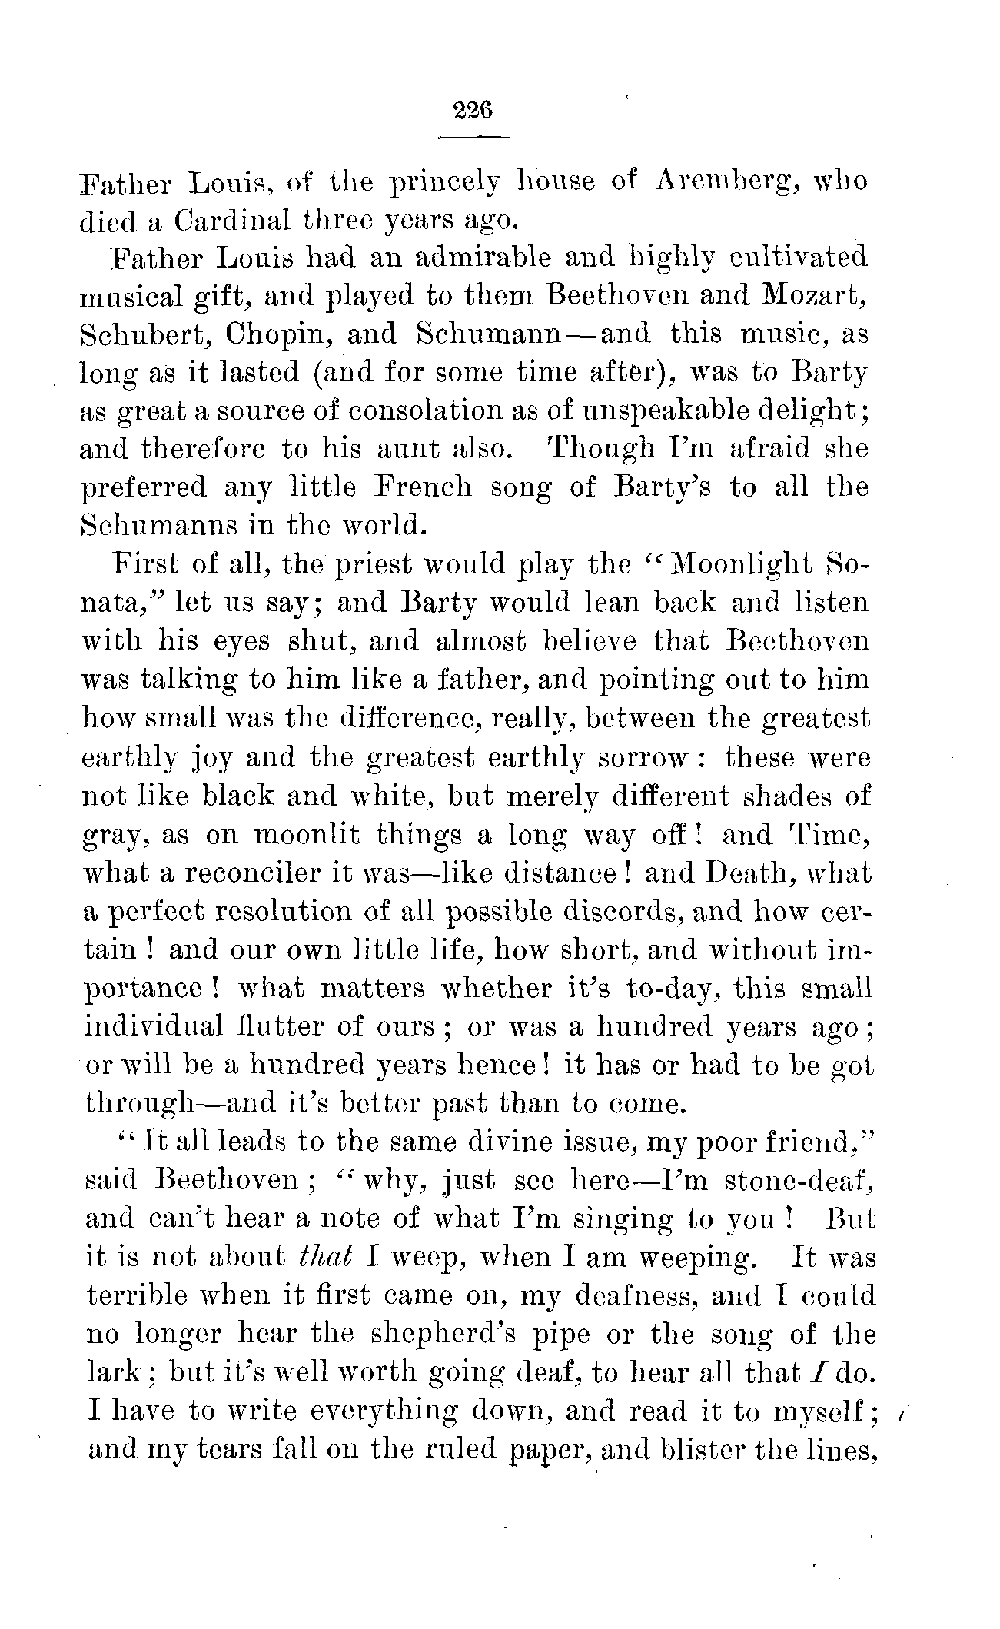 226
Father Louis, of the princely house of Aremberg, who
died a Cardinal three years ago.
Father Louis had an admirable and highly cultivated
musical gift, and played to them Beethoven and Mozart,
Schubert, Chopin, and Schumann—and this music, as
long as it lasted (and for some time after), was to Barty
as great a source of consolation as of unspeakable delight;
and therefore to his aunt also. Though I'm afraid she
preferred any little French song of Barty's to all the
Schumanns in the world.
First of all, the priest would play the “Moonlight So-
nata,” let us say; and Barty would lean back and listen
with his eyes shut, and almost believe that Beethoven
was talking to him like a father, and pointing out to him
how small was the difference, really, between the greatest
earthly joy and the greatest earthly sorrow: these were
not like black and white, but merely different shades of
gray, as on moonlit things a long way off! and Time,
what a reconciler it was—like distance! and Death, what
a perfect resolution of all possible discords, and how cer-
tain! and our own little life, how short, and without im-
portance! what matters whether it's to-day, this small
individual flutter of ours; or was a hundred years ago;
or will be a hundred years hence! it has or had to be got
through—and it's better past than to come.
“It all leads to the same divine issue, my poor friend,”
said Beethoven; “why, just see here—I'm stone-deaf,
and can't hear a note of what I'm singing to you! But
it is not about that I weep, when I am weeping. It was
terrible when it first came on, my deafness, and I could
no longer hear the shepherd's pipe or the song of the
lark; but it's well worth going deaf, to hear all that I do.
I have to write everything down, and read it to myself;
and my tears fall on the ruled paper, and blister the lines,